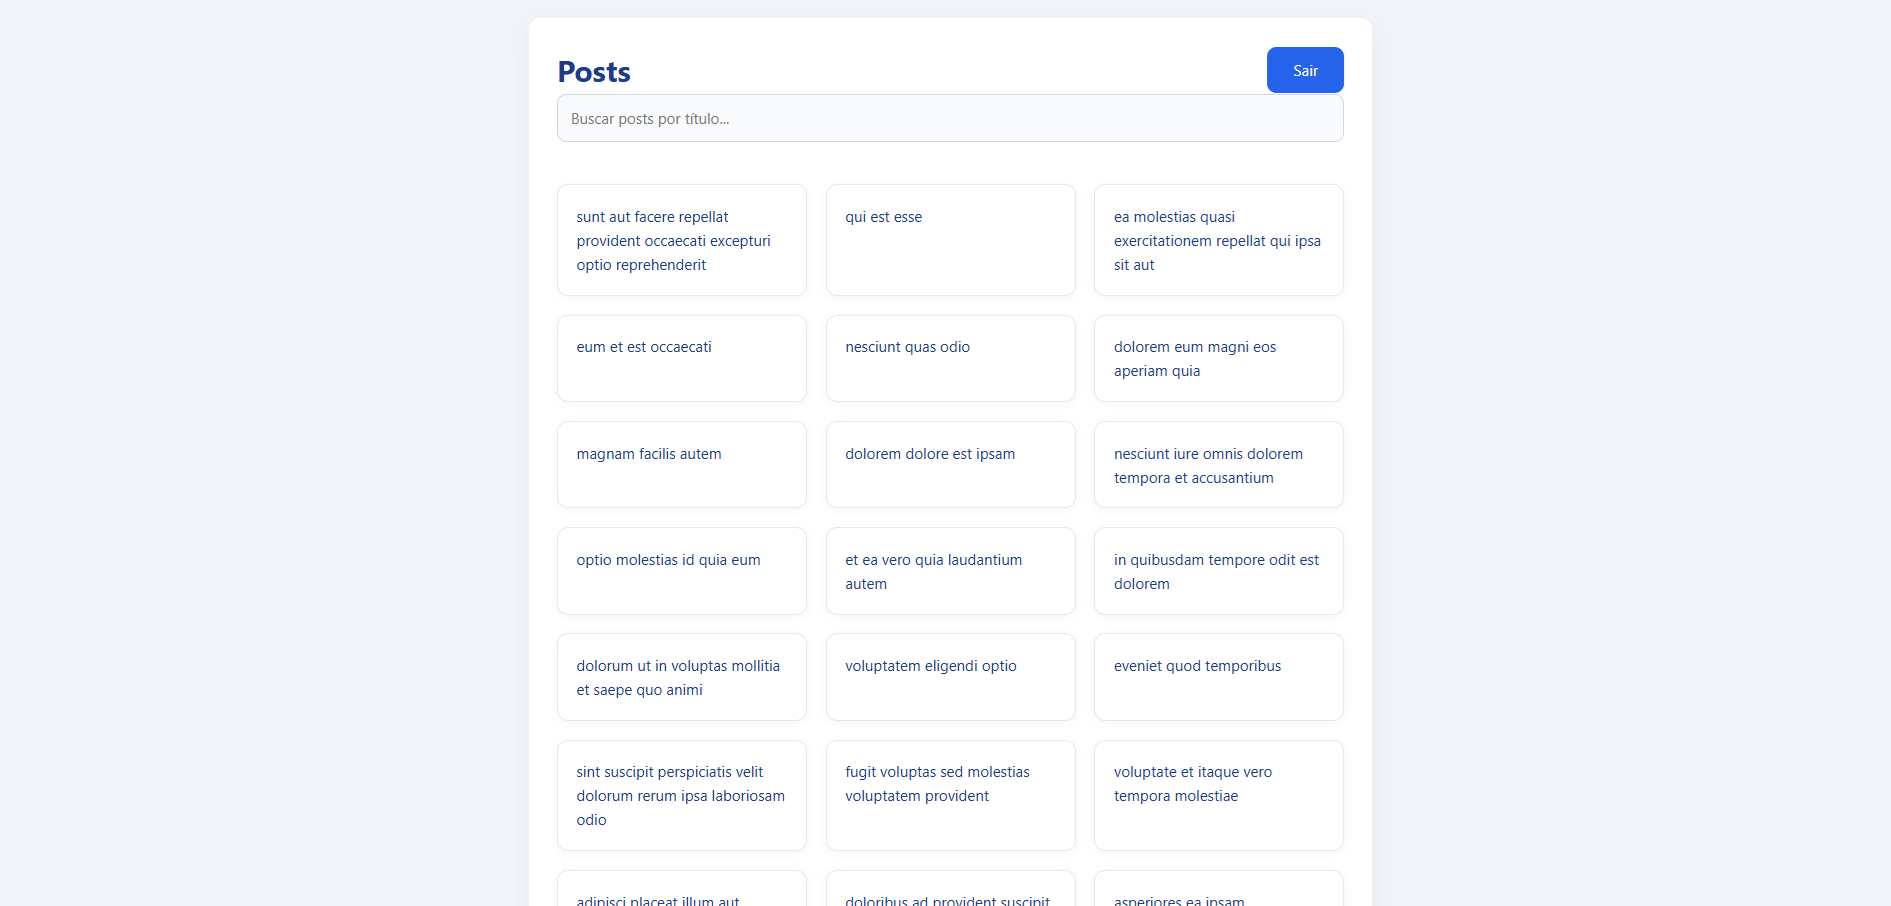 Posts
Sair
Buscar posts por título...
sunt aut facere repellat
provident occaecati excepturi
optio reprehenderit
qui est esse
ea molestias quasi
exercitationem repellat qui ipsa
sit aut
eum et est occaecati
nesciunt quas odio
dolorem eum magni eos
aperiam quia
magnam facilis autem
dolorem dolore est ipsam
nesciunt iure omnis dolorem
tempora et accusantium
optio molestias id quia eum
et ea vero quia laudantium
autem
in quibusdam tempore odit est
dolorem
dolorum ut in voluptas mollitia
et saepe quo animi
voluptatem eligendi optio
eveniet quod temporibus
sint suscipit perspiciatis velit
dolorum rerum ipsa laboriosam
odio
fugit voluptas sed molestias
voluptatem provident
voluptate et itaque vero
tempora molestiae
adipisci placeat illum aut
doloribus ad provident suscipit
asperiores ea ipsam